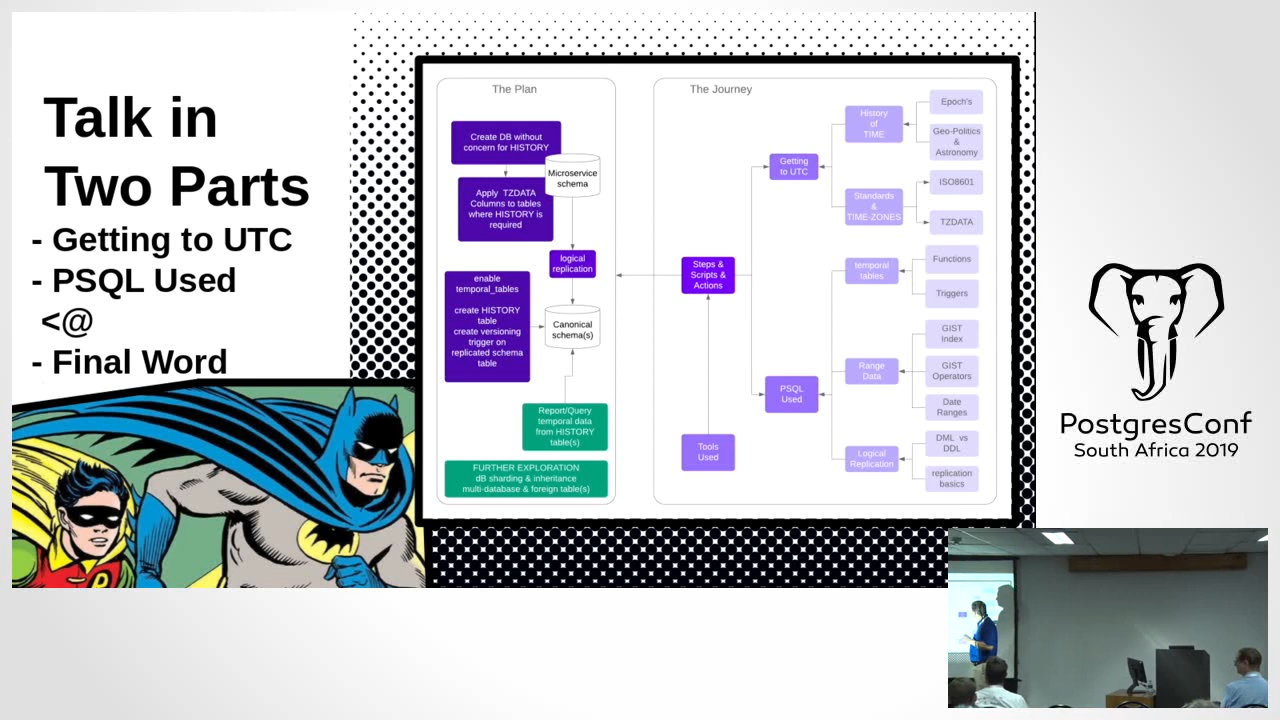 Talk in
Two Parts
- Getting to UTC
- PSQL Used
<@
- Final Word
The Plan
Create DB without
concern for HISTORY
Microservice
schema
Apply TZDATA
Columns to tables
where HISTORY is
required
logical
replication
enable
temporal_tables
create HISTORY
table
create versioning
trigger on
replicated schema
table
Canonical
schema(s)
Report/Query
temporal data
from HISTORY
table(s)
FURTHER EXPLORATION
dB sharding & inheritance
multi-database & foreign table(s)
The Journey
Steps &
Scripts &
Actions
Tools
Used
Getting
to UTC
PSQL
Used
History
of
TIME
Standards
&
TIME-ZONES
temporal
tables
Range
Data
Logical
Replication
Epoch's
Geo-Politics
&
Astronomy
ISO8601
TZDATA
Functions
Triggers
GIST
Index
GIST
Operators
Date
Ranges
DML vs
DDL
replication
basics
R
PostgresConf
South Africa 2019